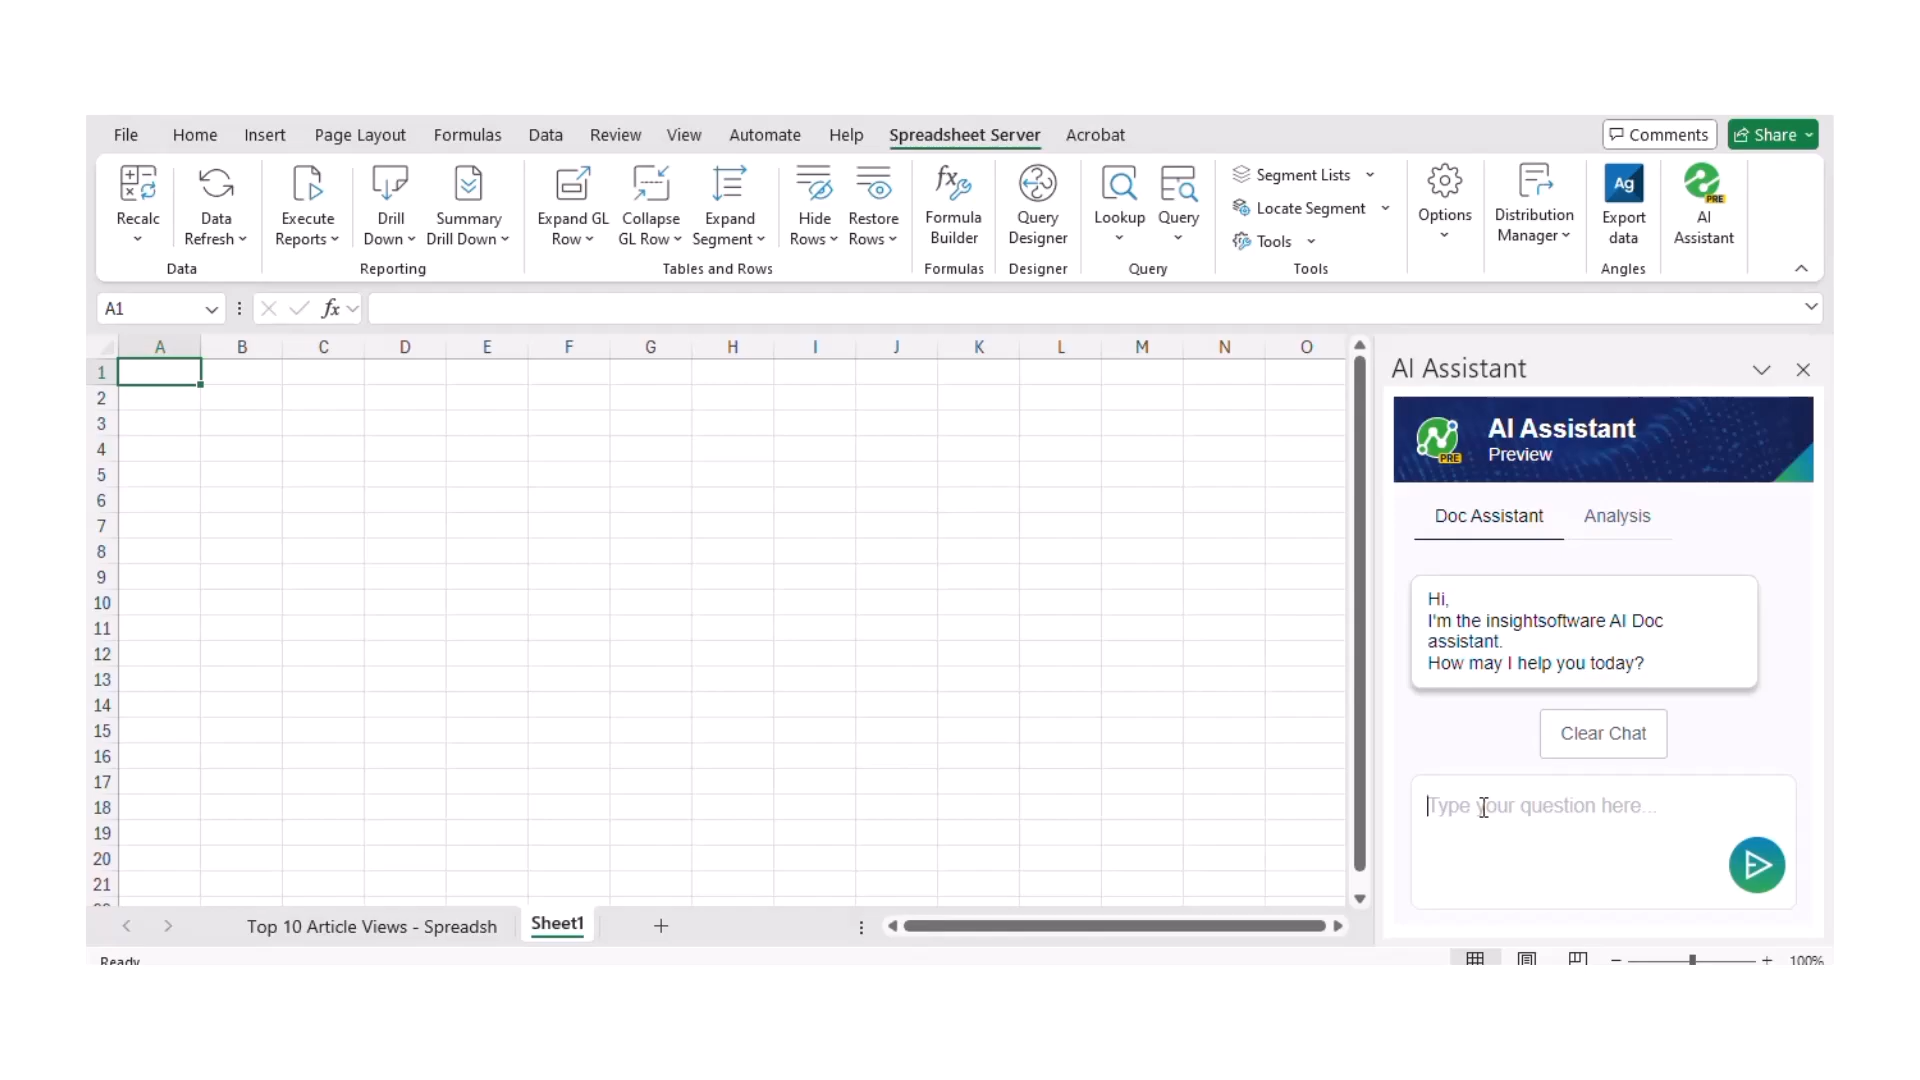 File Home Insert Page Layout Formulas Data Review View Automate Help Spreadsheet Server Acrobat Comments Share
Recalc
Data
Refresh
Data
Execute
Reports
Drill
Down
Summary
Drill Down
Reporting
Expand GL
Row
Collapse
GL Row
Expand
Segment
Hide
Rows
Restore
Rows
Tables and Rows
fx
Formula
Builder
Formulas
Query
Designer
Designer
Lookup
Query
Query
Segment Lists
Locate Segment
Tools
Tools
Options
Distribution
Manager
Ag
Export
data
Angles
PRE
AI
Assistant
A1
fx
A B C D E F G H I J K L M N O
1
2
3
4
5
6
7
8
9
10
11
12
13
14
15
16
17
18
19
20
21
AI Assistant
PRE
AI Assistant
Preview
Doc Assistant Analysis
Hi,
I'm the insightsoftware AI Doc
assistant.
How may I help you today?
Clear Chat
Type your question here...
Top 10 Article Views - Spreadsh Sheet1
Ready
100%